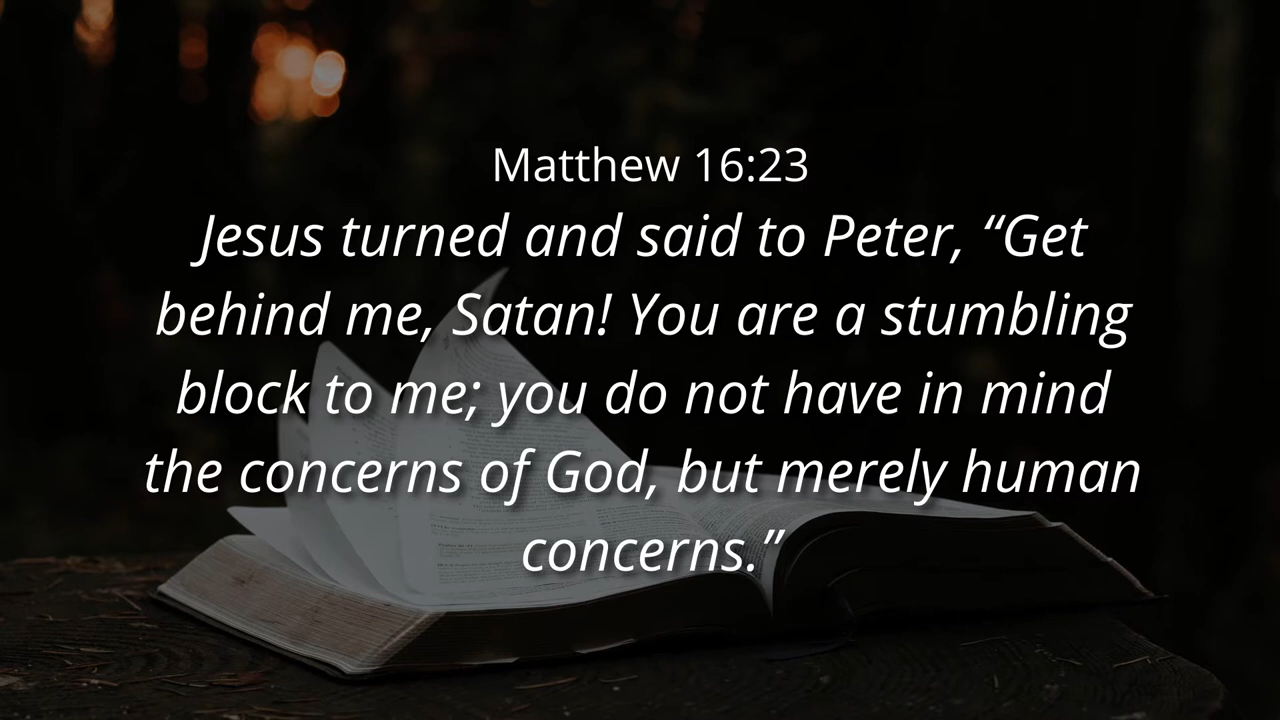 Matthew 16:23
Jesus turned and said to Peter, “Get
behind me, Satan! You are a stumbling
block to me; you do not have in mind
the concerns of God, but merely human
concerns.”